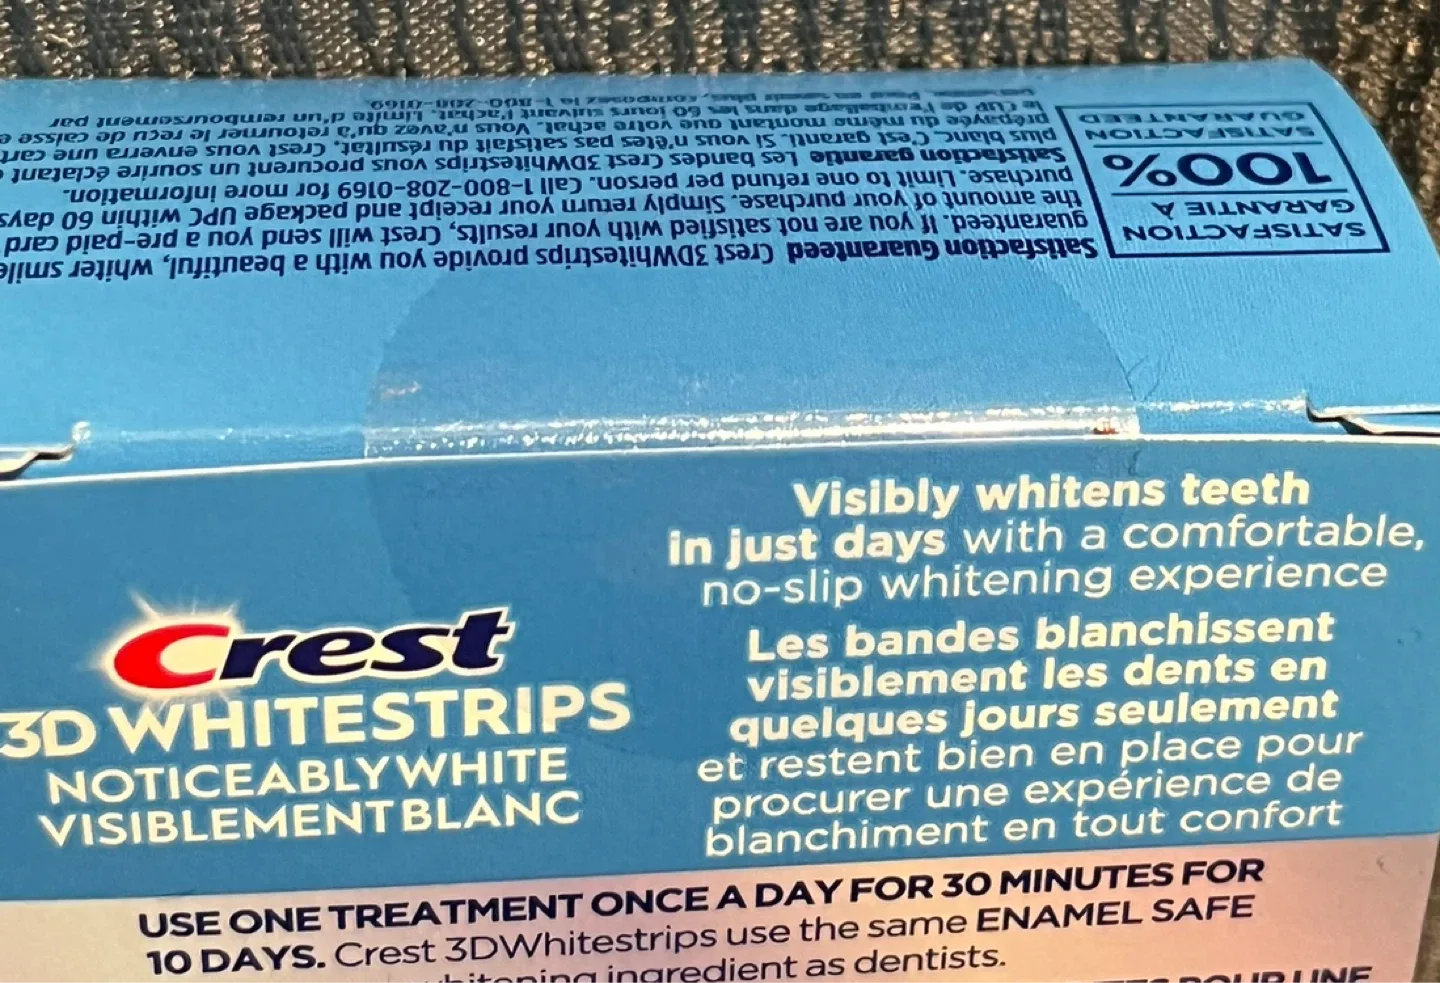 Satisfaction Guaranteed Crest 3DWhitestrips provide you with a beautiful, whiter smile
guaranteed. If you are not satisfied with your results, Crest will send you a pre-paid card
the amount of your purchase. Simply return your receipt and package UPC within 60 days
purchase. Limit to one refund per person. Call 1-800-208-0169 for more information.
Satisfaction garantie Les bandes Crest 3DWhitestrips vous procurent un sourire éclatant
plus blanc. C'est garanti. Si vous n'êtes pas satisfait du résultat, Crest vous enverra une
prépayée du même montant que votre achat. Vous n'avez qu'à retourner le reçu de caisse
le CUP de l'emballage dans les 60 jours suivant l'achat. Limite d'un remboursement par
composez le 1-800-208-0169.
SATISFACTION
GARANTIE À
100%
SATISFACTION
GUARANTEED
Visibly whitens teeth
in just days with a comfortable,
no-slip whitening experience
Les bandes blanchissent
visiblement les dents en
quelques jours seulement
et restent bien en place pour
procurer une expérience de
blanchiment en tout confort
Crest
3D WHITESTRIPS
NOTICEABLY WHITE
VISIBLEMENT BLANC
USE ONE TREATMENT ONCE A DAY FOR 30 MINUTES FOR
10 DAYS. Crest 3DWhitestrips use the same ENAMEL SAFE
whitening ingredient as dentists.
POUR UNE